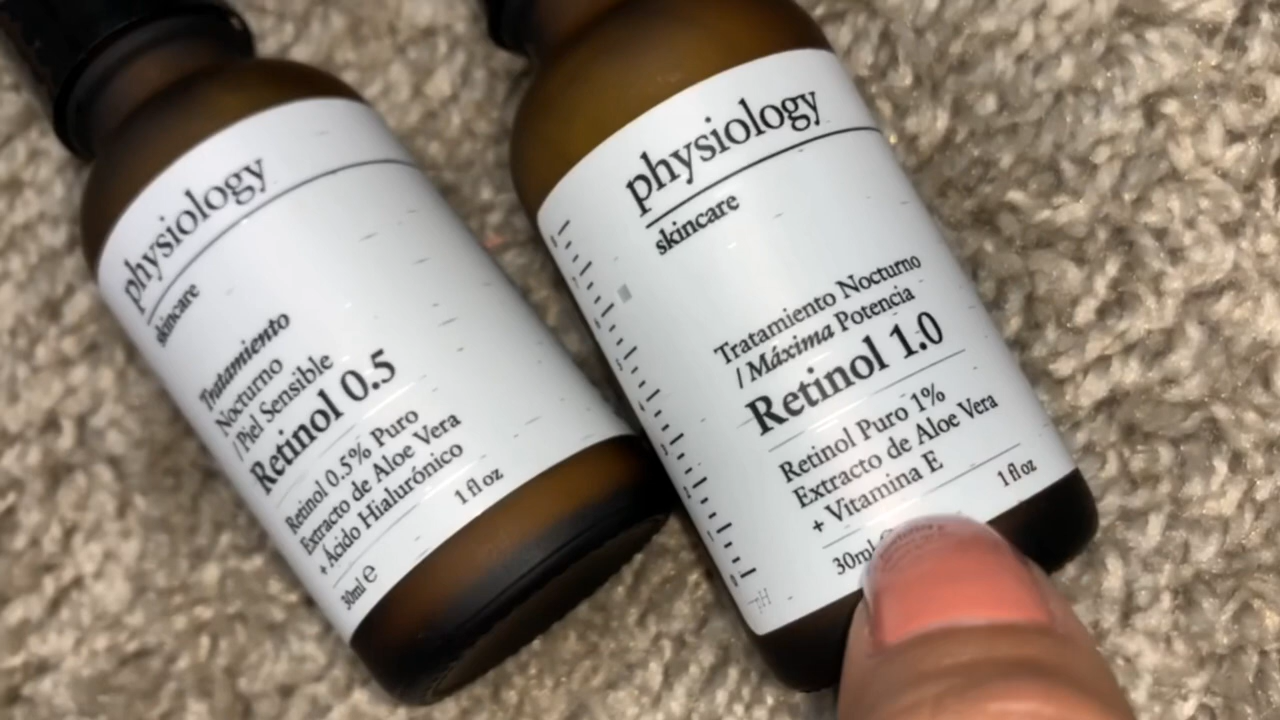 physiology
skincare
Tratamiento
Nocturno
/ Piel Sensible
Retinol 0.5
Retinol 0.5% Puro
Extracto de Aloe Vera
+ Ácido Hialurónico
30ml e
1 fl oz
physiology
skincare
Tratamiento Nocturno
/ Máxima Potencia
Retinol 1.0
Retinol Puro 1%
Extracto de Aloe Vera
+ Vitamina E
30ml
1 fl oz